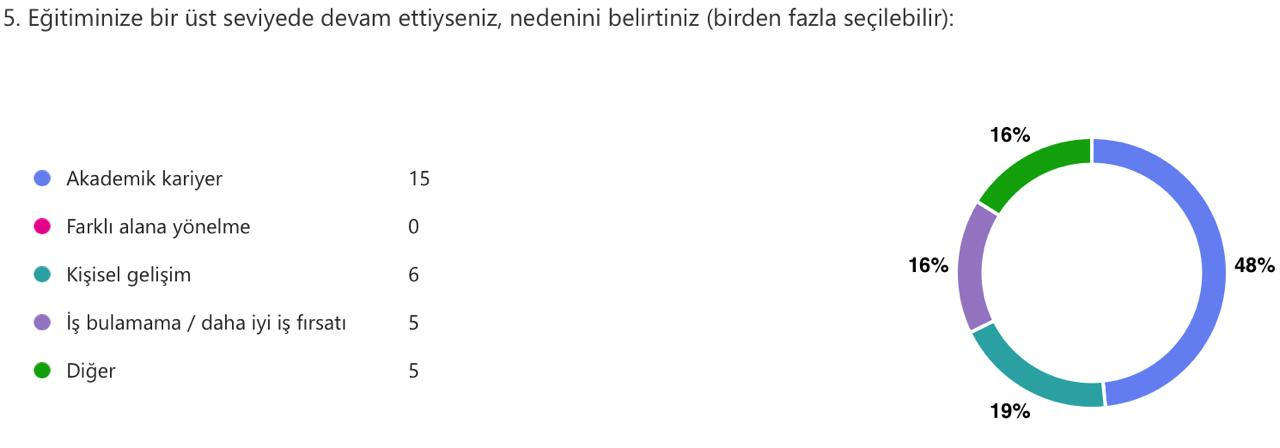 5. Eğitiminize bir üst seviyede devam ettiyseniz, nedenini belirtiniz (birden fazla seçilebilir):
Akademik kariyer 15
Farklı alana yönelme 0
Kişisel gelişim 6
İş bulamama / daha iyi iş fırsatı 5
Diğer 5
16%
16%
48%
19%